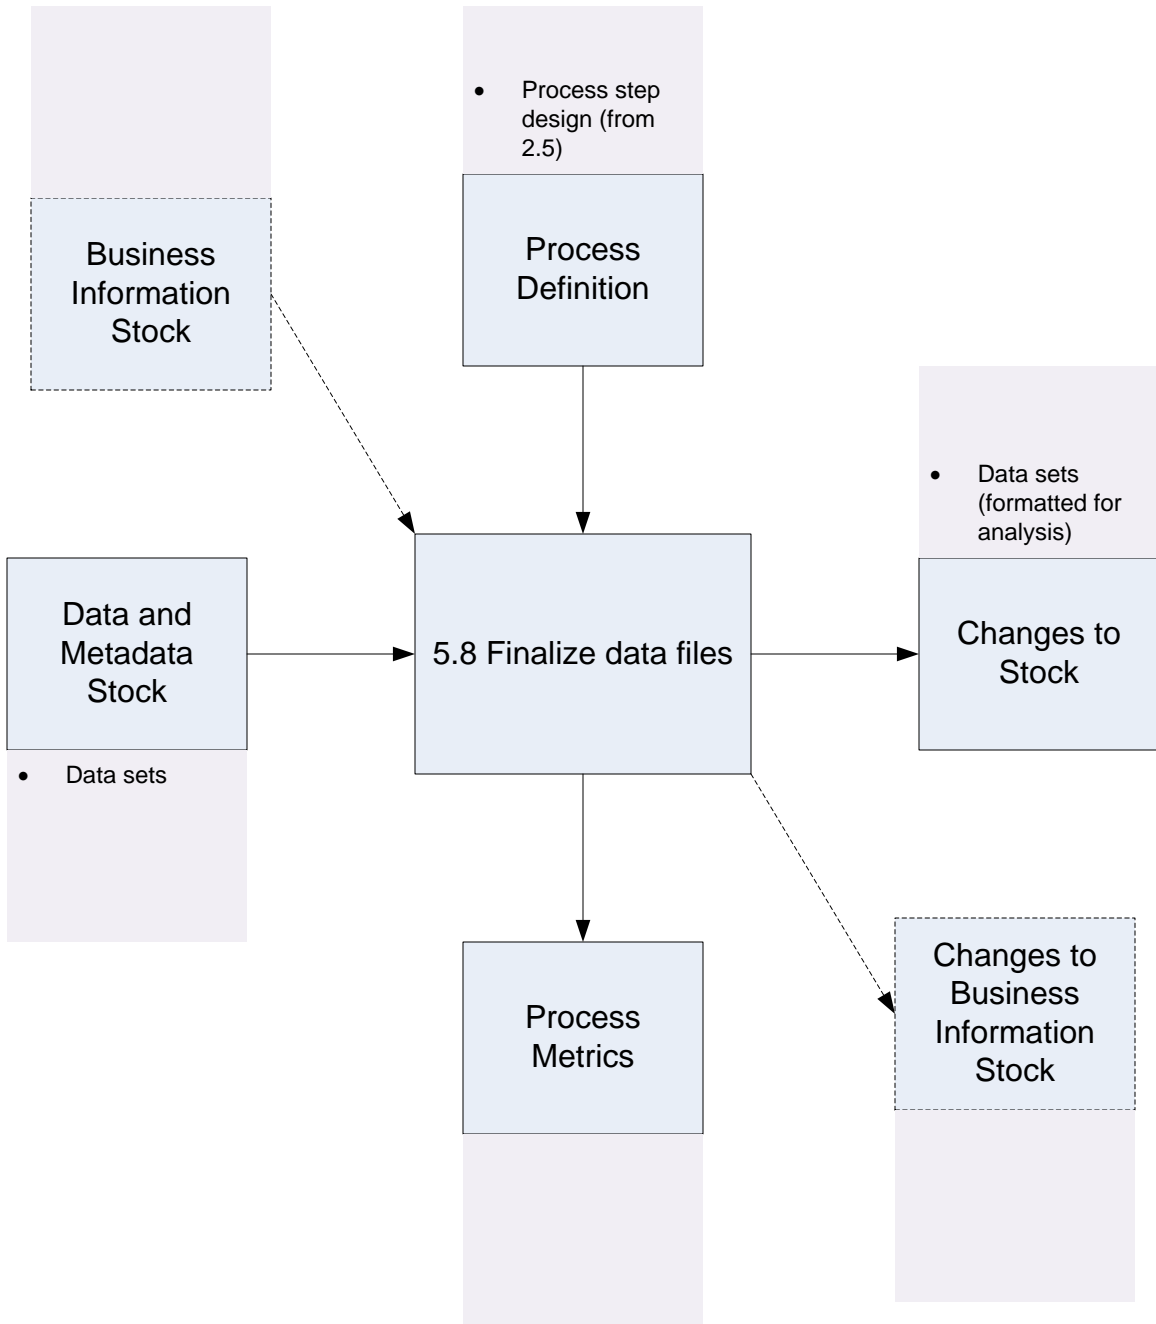 • Process step
design (from
2.5)
Business
Information
Stock
Process
Definition
• Data sets
(formatted for
analysis)
Data and
Metadata
Stock
5.8 Finalize data files
Changes to
Stock
• Data sets
Process
Metrics
Changes to
Business
Information
Stock